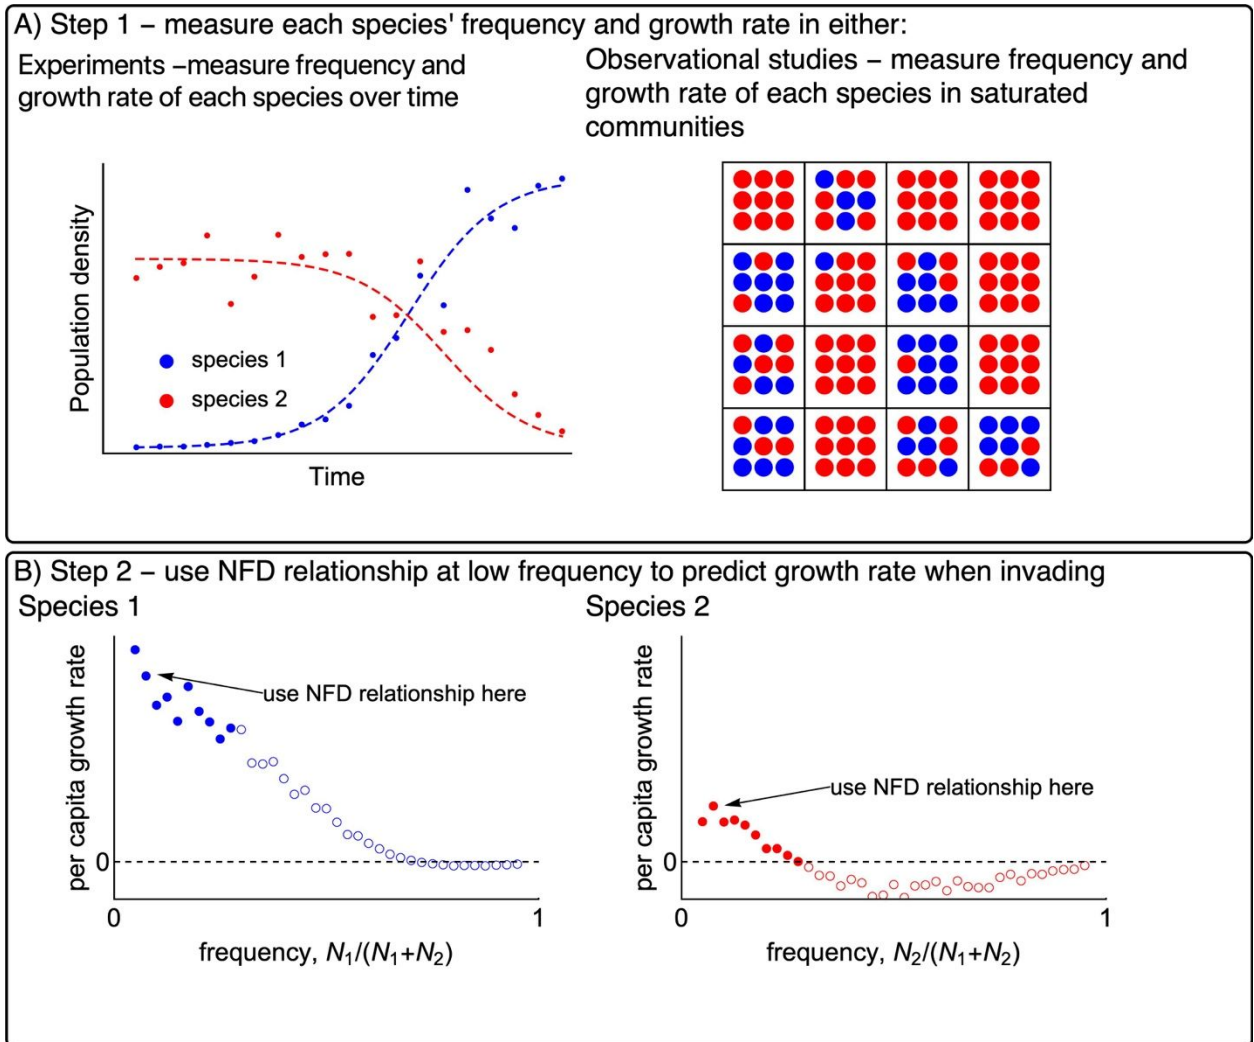 A) Step 1 – measure each species' frequency and growth rate in either:
Experiments –measure frequency and
growth rate of each species over time
Observational studies – measure frequency and
growth rate of each species in saturated
communities
Population density
species 1
species 2
Time
B) Step 2 – use NFD relationship at low frequency to predict growth rate when invading
Species 1
per capita growth rate
use NFD relationship here
0
0
1
frequency, N₁/(N₁+N₂)
Species 2
per capita growth rate
use NFD relationship here
0
0
1
frequency, N₂/(N₁+N₂)